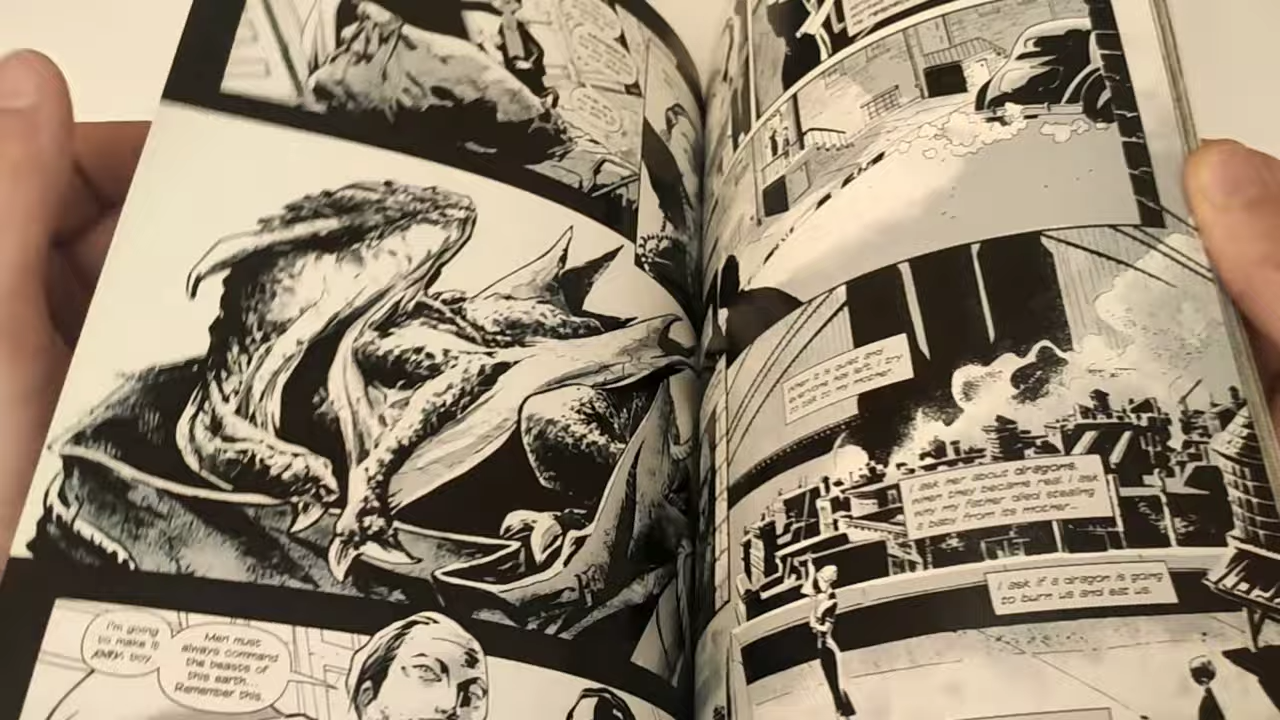 I'm going
to make it
boy.
Men must
always command
the beasts of
this earth...
Remember this.
When it is quiet and
everyone has left, I try
to talk to my mother.
I ask her about dragons.
When they became real. I ask
why my father died stealing
a baby from its mother...
I ask if a dragon is going
to burn us and eat us.